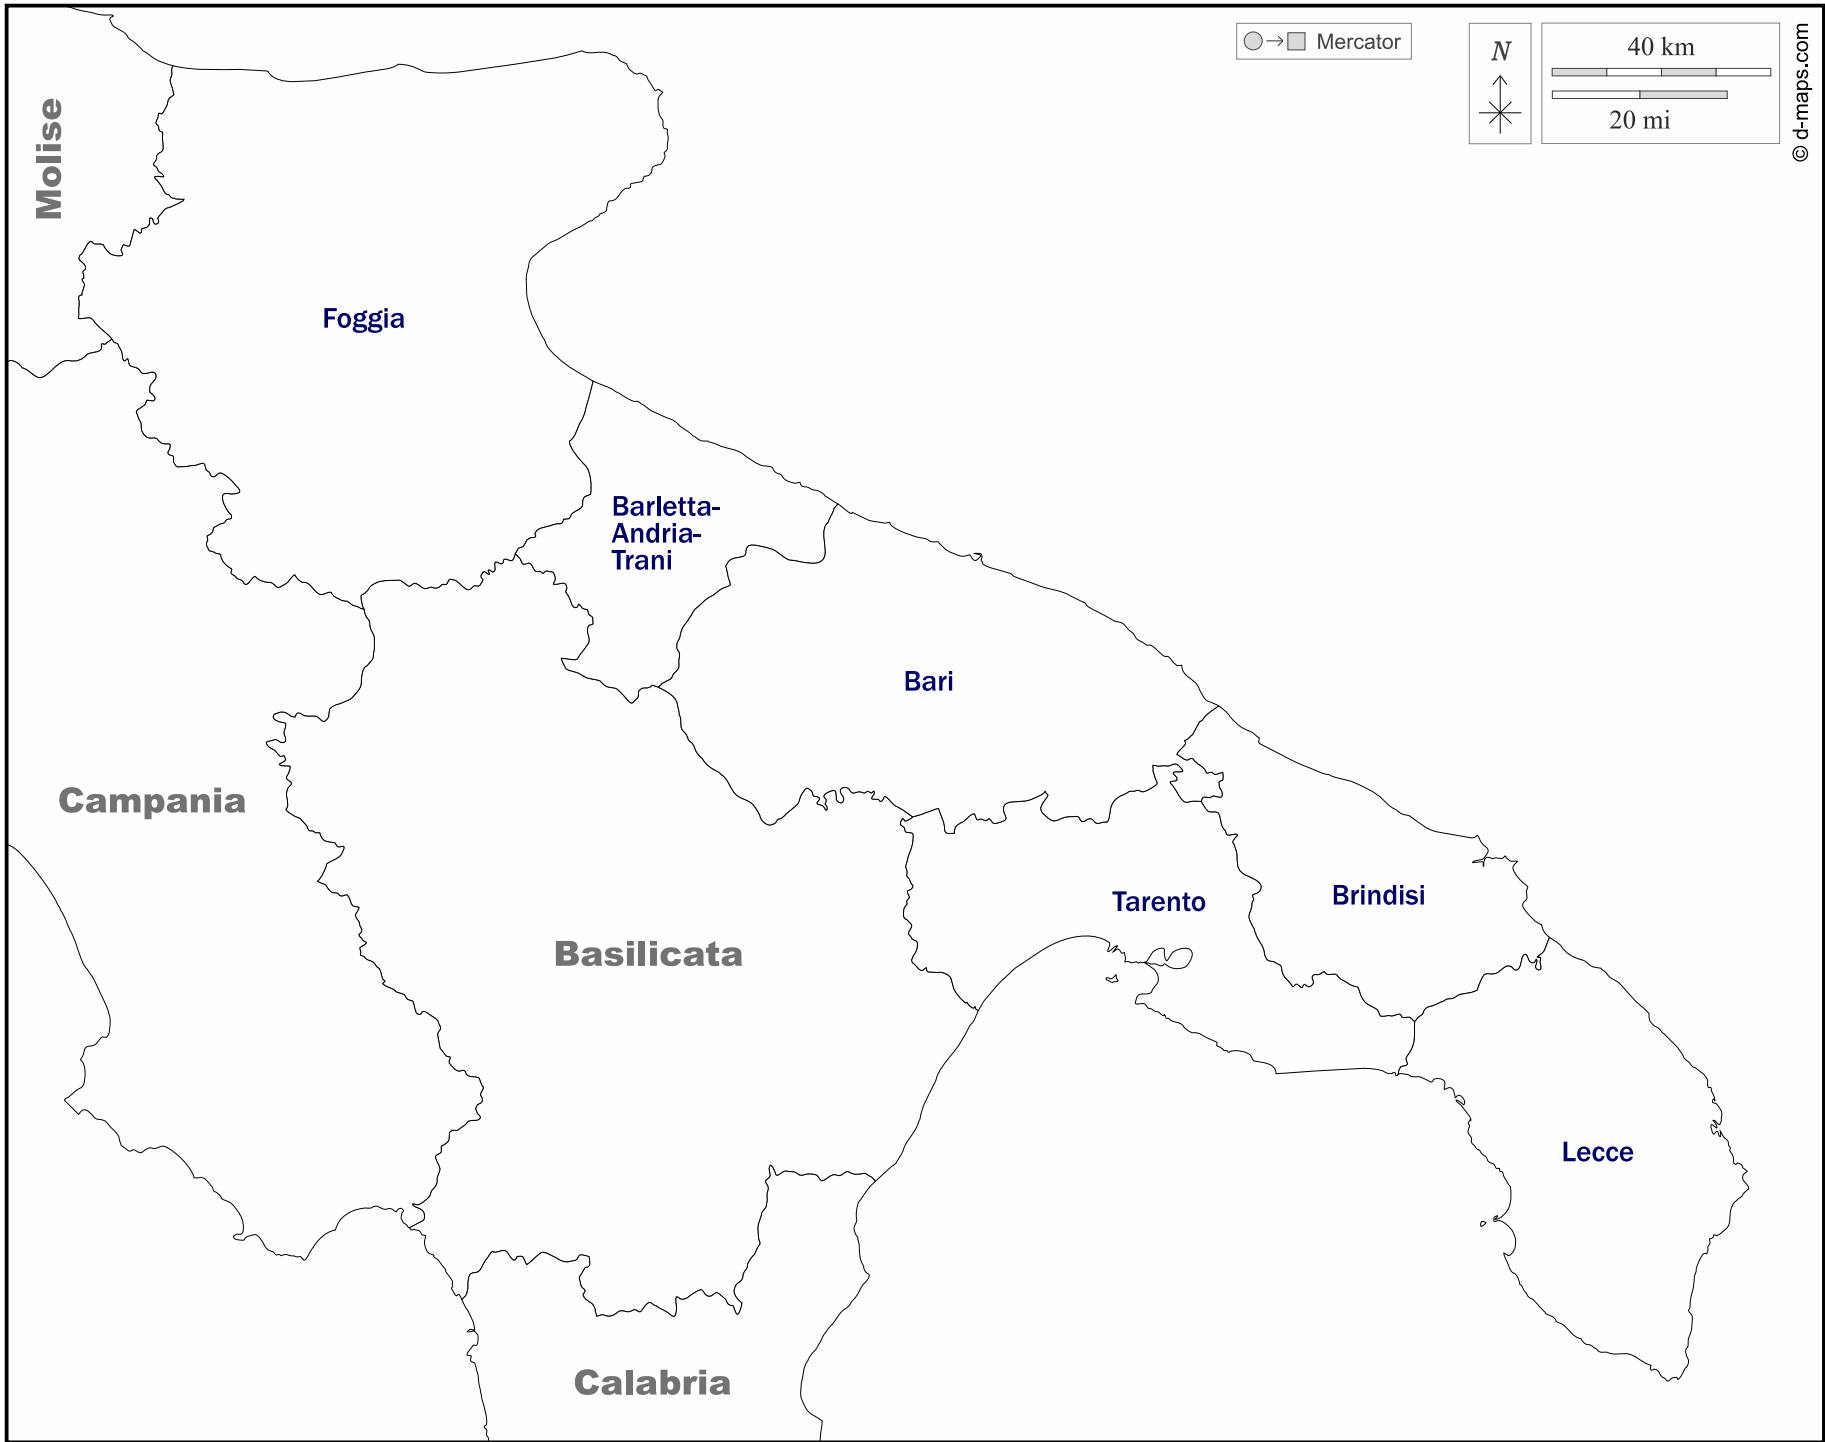 Mercator
N
40 km
20 mi
© d-maps.com
Molise
Foggia
Barletta-
Andria-
Trani
Bari
Campania
Basilicata
Tarento
Brindisi
Lecce
Calabria